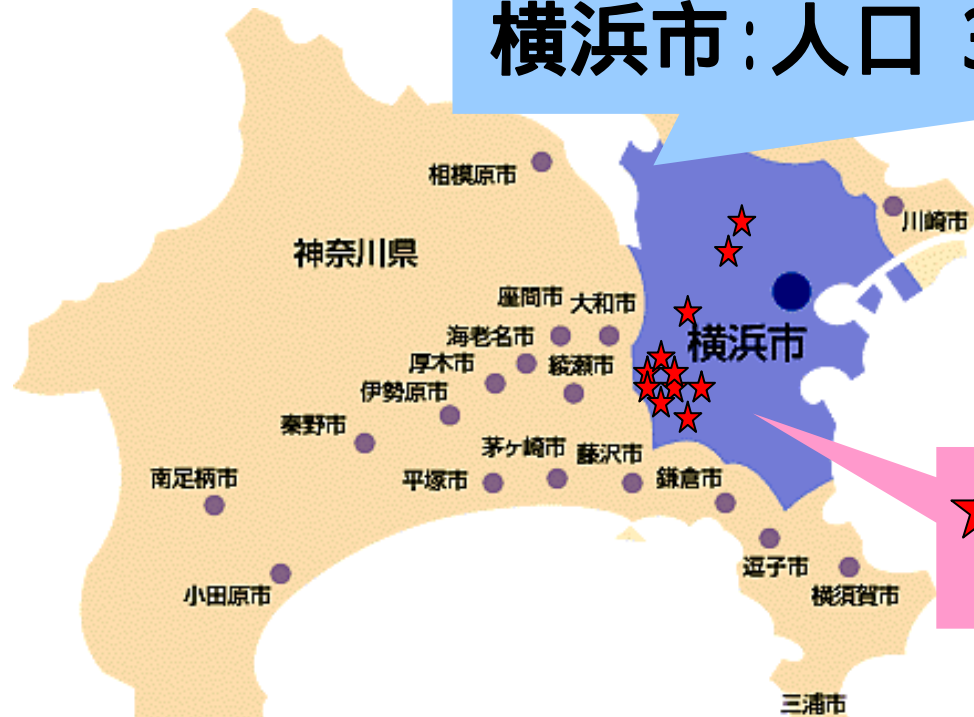 横浜市:人口 3
相模原市
川崎市
神奈川県
座間市
大和市
海老名市
横浜市
厚木市
綾瀬市
伊勢原市
秦野市
茅ヶ崎市
藤沢市
南足柄市
平塚市
鎌倉市
逗子市
小田原市
横須賀市
三浦市